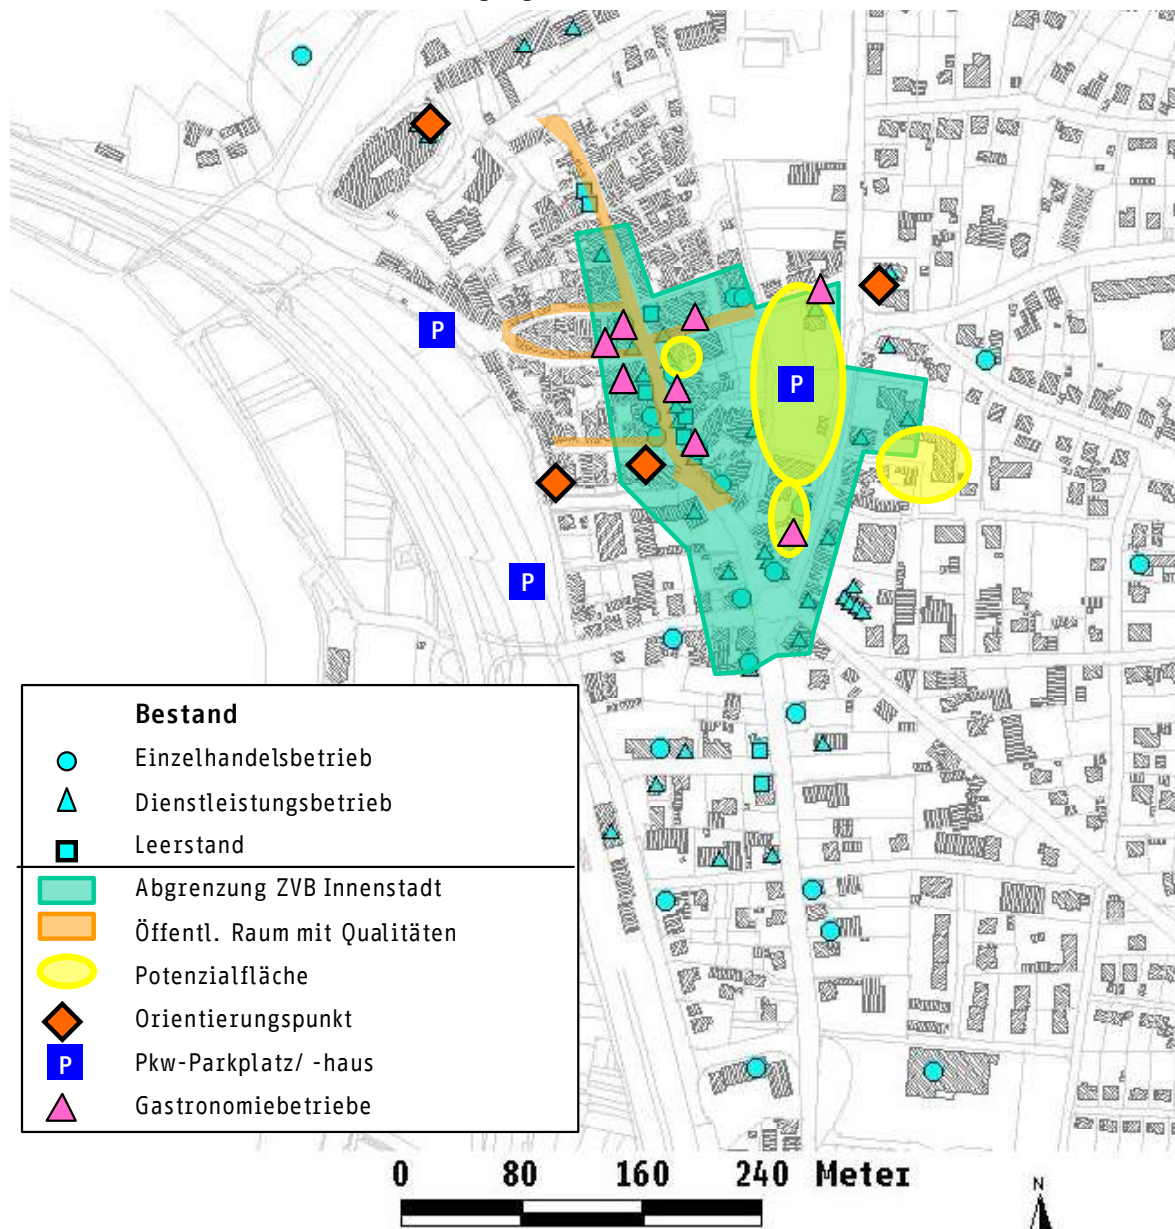 P
P
P
Bestand
Einzelhandelsbetrieb
Dienstleistungsbetrieb
Leerstand
Abgrenzung ZVB Innenstadt
Öffentl. Raum mit Qualitäten
Potenzialfläche
Orientierungspunkt
P Pkw-Parkplatz/ -haus
Gastronomiebetriebe
0 80 160 240 Meter
N